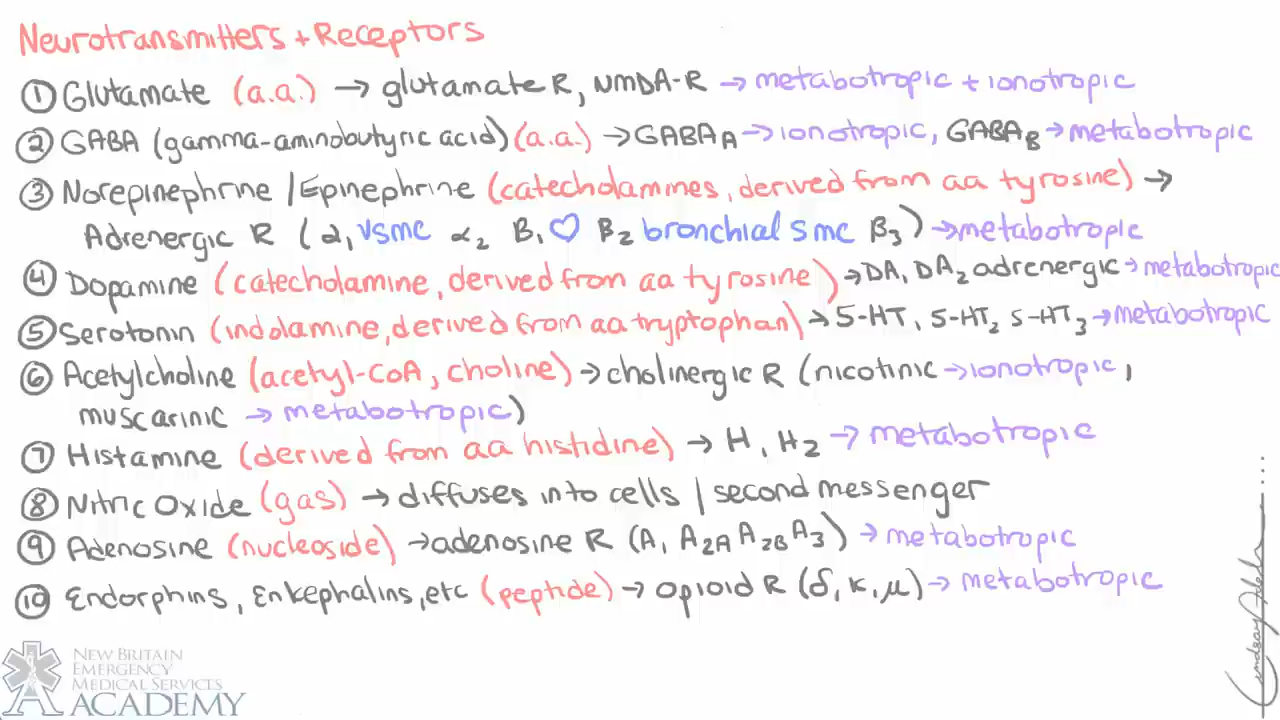 Neurotransmitters + Receptors
① Glutamate (a.a.) → glutamate R, NMDA-R → metabotropic + ionotropic
② GABA (gamma-aminobutyric acid) (a.a.) → GABA_A → ionotropic, GABA_B → metabotropic
③ Norepinephrine / Epinephrine (catecholamines, derived from aa tyrosine) →
Adrenergic R (α₁ VSMC α₂ β₁ ♡ β₂ bronchial smc β₃) → metabotropic
④ Dopamine (catecholamine, derived from aa tyrosine) → DA₁ DA₂ adrenergic → metabotropic
⑤ Serotonin (indolamine, derived from aa tryptophan) → 5-HT₁ 5-HT₂ 5-HT₃ → metabotropic
⑥ Acetylcholine (acetyl-CoA, choline) → cholinergic R (nicotinic → ionotropic,
muscarinic → metabotropic)
⑦ Histamine (derived from aa histidine) → H₁ H₂ → metabotropic
⑧ Nitric Oxide (gas) → diffuses into cells / second messenger
⑨ Adenosine (nucleoside) → adenosine R (A₁ A₂A A₂B A₃) → metabotropic
⑩ Endorphins, Enkephalins, etc (peptide) → opioid R (δ, κ, μ) → metabotropic
NEW BRITAIN
EMERGENCY
MEDICAL SERVICES
ACADEMY